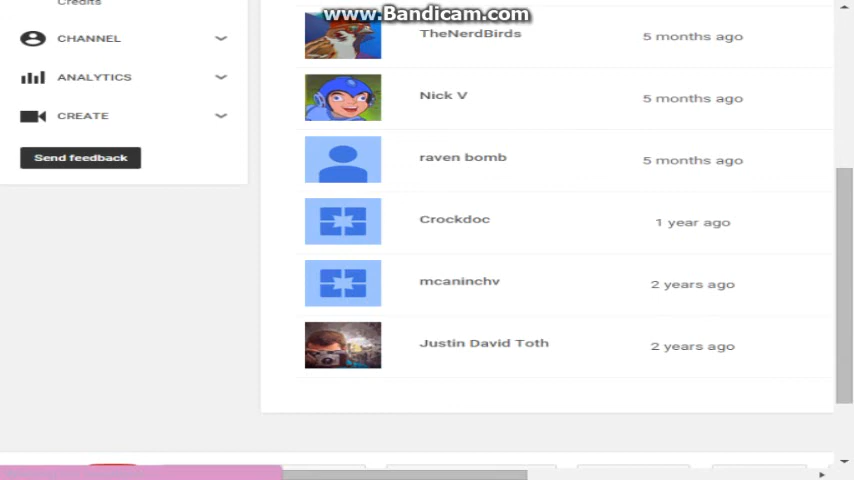 www.Bandicam.com
Credits
CHANNEL
ANALYTICS
CREATE
Send feedback
TheNerdBirds 5 months ago
Nick V 5 months ago
raven bomb 5 months ago
Crockdoc 1 year ago
mcaninchv 2 years ago
Justin David Toth 2 years ago